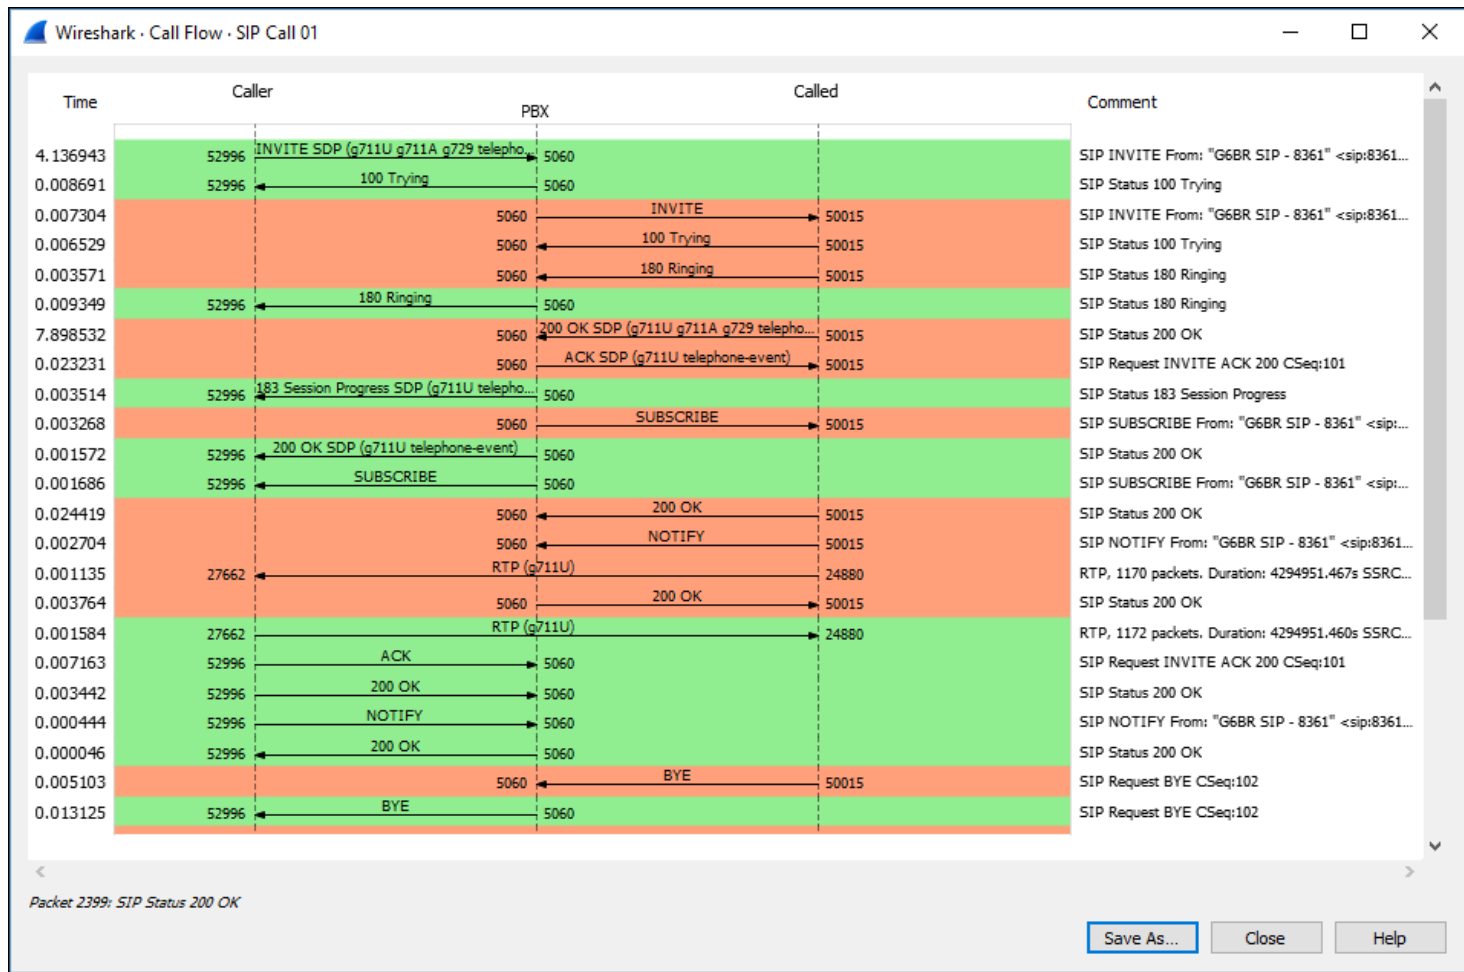 Wireshark · Call Flow · SIP Call 01
Time Caller PBX Called Comment
4.136943 52996 INVITE SDP (g711U g711A g729 telepho... 5060 SIP INVITE From: "G6BR SIP - 8361" <sip:8361...
0.008691 52996 100 Trying 5060 SIP Status 100 Trying
0.007304 5060 INVITE 50015 SIP INVITE From: "G6BR SIP - 8361" <sip:8361...
0.006529 5060 100 Trying 50015 SIP Status 100 Trying
0.003571 5060 180 Ringing 50015 SIP Status 180 Ringing
0.009349 52996 180 Ringing 5060 SIP Status 180 Ringing
7.898532 5060 200 OK SDP (g711U g711A g729 telepho... 50015 SIP Status 200 OK
0.023231 5060 ACK SDP (g711U telephone-event) 50015 SIP Request INVITE ACK 200 CSeq:101
0.003514 52996 183 Session Progress SDP (g711U telepho... 5060 SIP Status 183 Session Progress
0.003268 5060 SUBSCRIBE 50015 SIP SUBSCRIBE From: "G6BR SIP - 8361" <sip:...
0.001572 52996 200 OK SDP (g711U telephone-event) 5060 SIP Status 200 OK
0.001686 52996 SUBSCRIBE 5060 SIP SUBSCRIBE From: "G6BR SIP - 8361" <sip:...
0.024419 5060 200 OK 50015 SIP Status 200 OK
0.002704 5060 NOTIFY 50015 SIP NOTIFY From: "G6BR SIP - 8361" <sip:8361...
0.001135 27662 RTP (g711U) 24880 RTP, 1170 packets. Duration: 4294951.467s SSRC...
0.003764 5060 200 OK 50015 SIP Status 200 OK
0.001584 27662 RTP (g711U) 24880 RTP, 1172 packets. Duration: 4294951.460s SSRC...
0.007163 52996 ACK 5060 SIP Request INVITE ACK 200 CSeq:101
0.003442 52996 200 OK 5060 SIP Status 200 OK
0.000444 52996 NOTIFY 5060 SIP NOTIFY From: "G6BR SIP - 8361" <sip:8361...
0.000046 52996 200 OK 5060 SIP Status 200 OK
0.005103 5060 BYE 50015 SIP Request BYE CSeq:102
0.013125 52996 BYE 5060 SIP Request BYE CSeq:102
Packet 2399: SIP Status 200 OK
Save As... Close Help